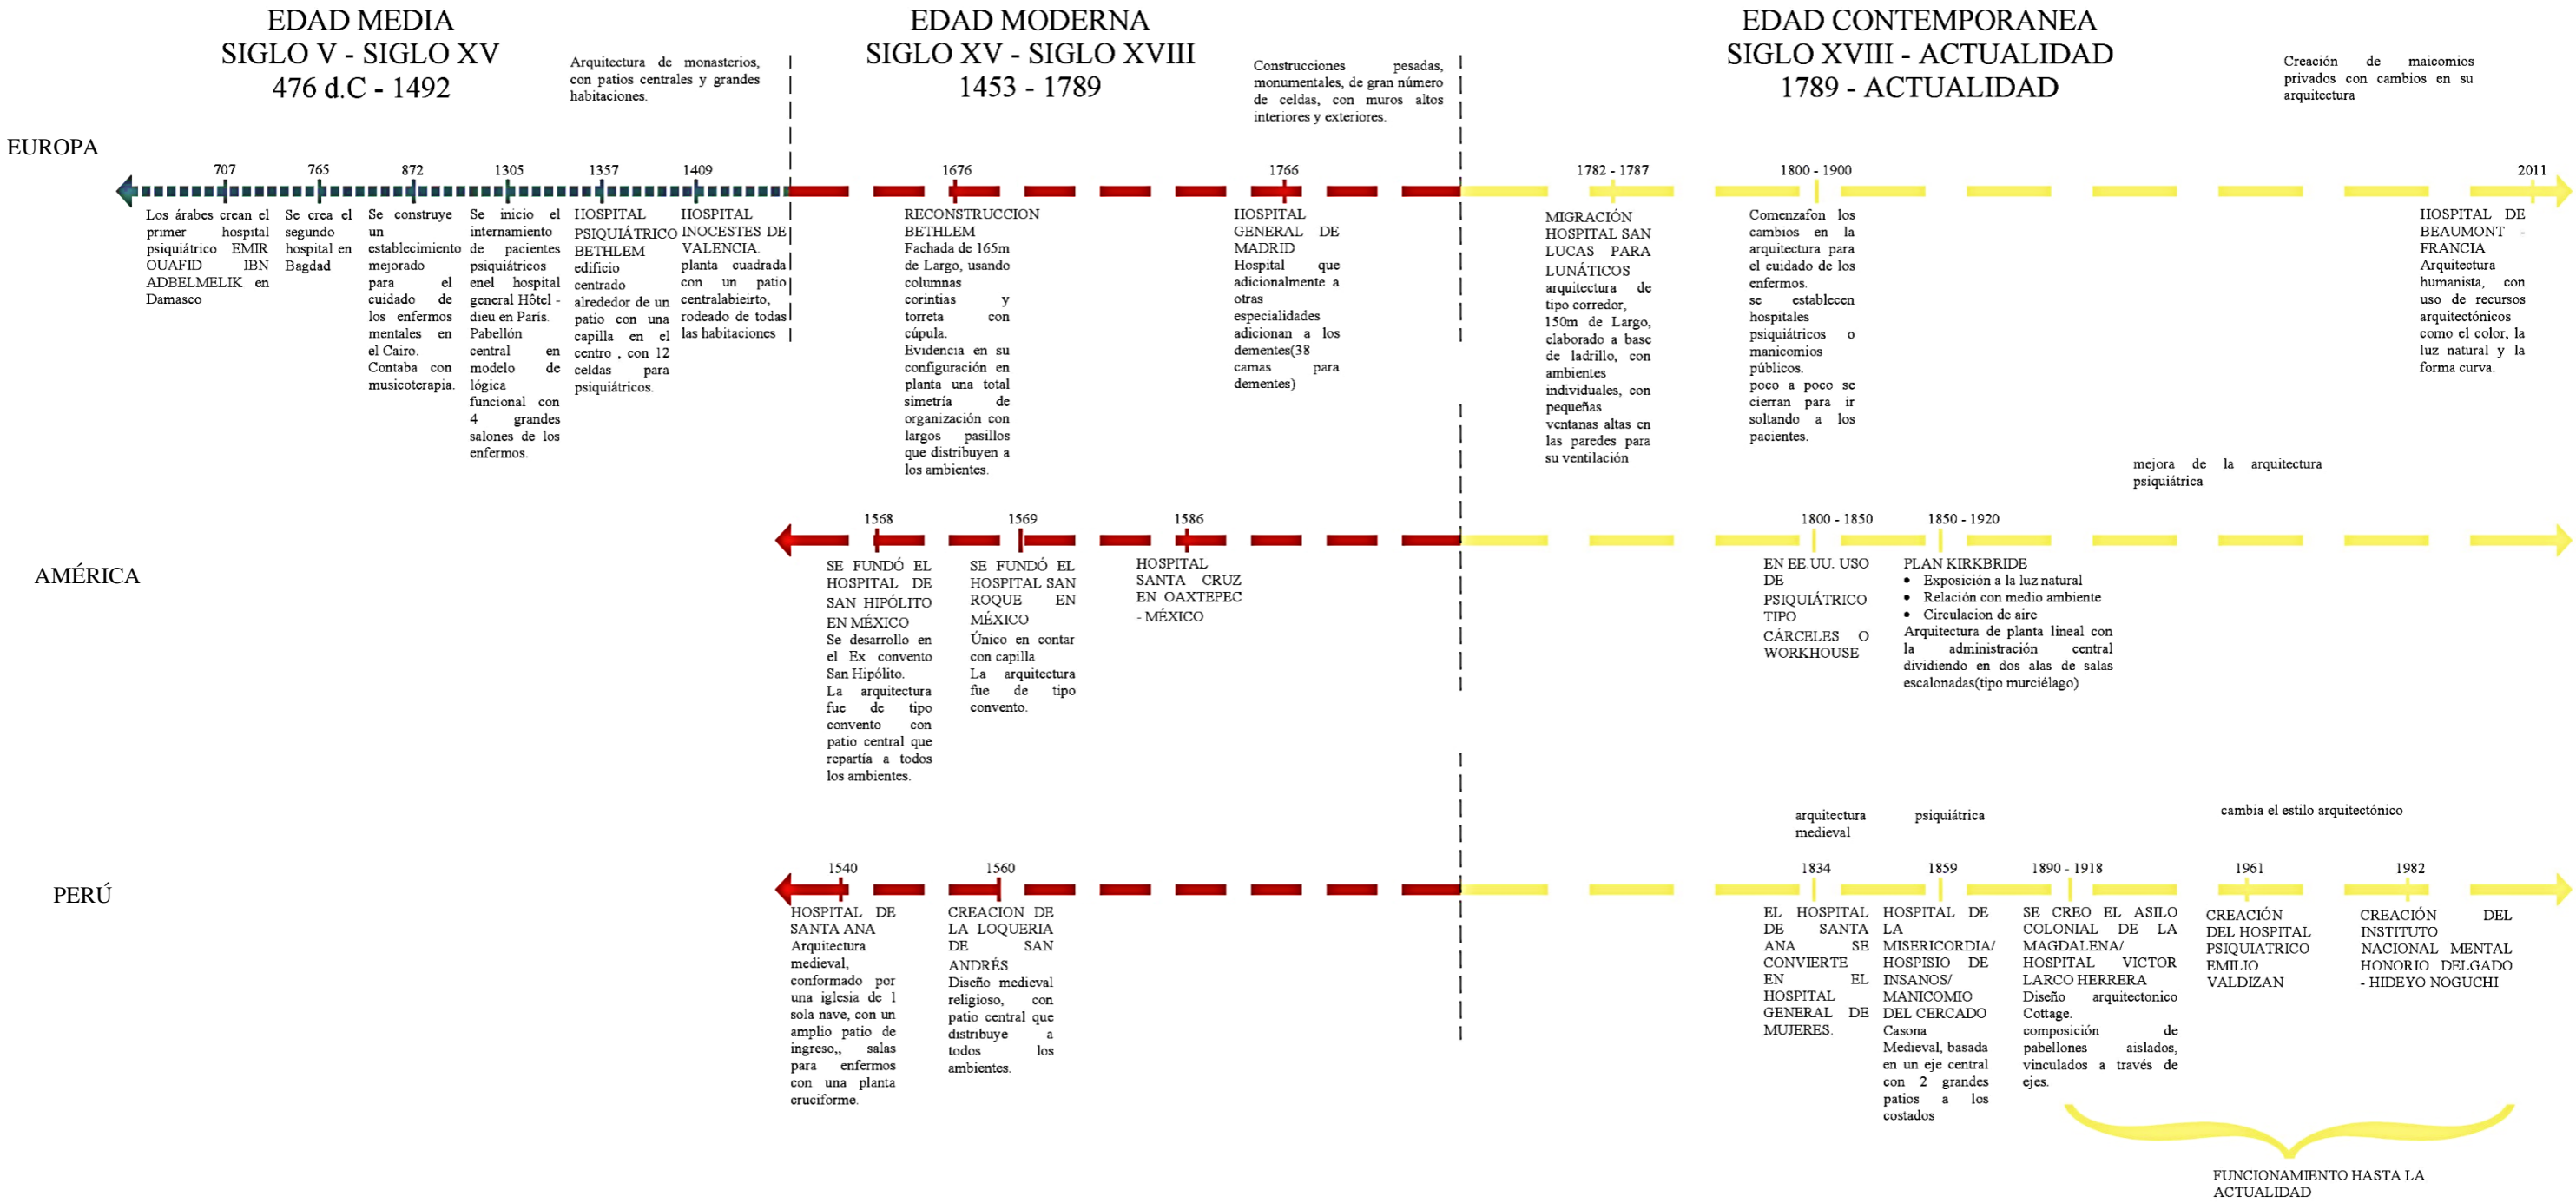 EDAD MEDIA
SIGLO V - SIGLO XV
476 d.C - 1492
Arquitectura de monasterios,
con patios centrales y grandes
habitaciones.
EDAD MODERNA
SIGLO XV - SIGLO XVIII
1453 - 1789
Construcciones pesadas,
monumentales, de gran número
de celdas, con muros altos
interiores y exteriores.
EDAD CONTEMPORANEA
SIGLO XVIII - ACTUALIDAD
1789 - ACTUALIDAD
Creación de maicomios
privados con cambios en su
arquitectura
EUROPA
707
Los árabes crean el
primer hospital
psiquiátrico EMIR
OUAFID IBN
ADBELMELIK en
Damasco
765
Se crea el
segundo
hospital en
Bagdad
872
Se construye
un
establecimiento
mejorado
para el
cuidado de
los enfermos
mentales en
el Cairo.
Contaba con
musicoterapia.
1305
Se inicio el
internamiento
de pacientes
psiquiátricos
enel hospital
general Hôtel -
dieu en París.
Pabellón
central en
modelo de
lógica
funcional con
4 grandes
salones de los
enfermos.
1357
HOSPITAL
PSIQUIÁTRICO
BETHLEM
edificio
centrado
alrededor de un
patio con una
capilla en el
centro , con 12
celdas para
psiquiátricos.
1409
HOSPITAL
INOCESTES DE
VALENCIA.
planta cuadrada
con un patio
centralabieirto,
rodeado de todas
las habitaciones
1676
RECONSTRUCCION
BETHLEM
Fachada de 165m
de Largo, usando
columnas
corintias y
torreta con
cúpula.
Evidencia en su
configuración en
planta una total
simetría de
organización con
largos pasillos
que distribuyen a
los ambientes.
1766
HOSPITAL
GENERAL DE
MADRID
Hospital que
adicionalmente a
otras
especialidades
adicionan a los
dementes(38
camas para
dementes)
1782 - 1787
MIGRACIÓN
HOSPITAL SAN
LUCAS PARA
LUNÁTICOS
arquitectura de
tipo corredor,
150m de Largo,
elaborado a base
de ladrillo, con
ambientes
individuales, con
pequeñas
ventanas altas en
las paredes para
su ventilación
1800 - 1900
Comenzafon los
cambios en la
arquitectura para
el cuidado de los
enfermos.
se establecen
hospitales
psiquiátricos o
manicomios
públicos.
poco a poco se
cierran para ir
soltando a los
pacientes.
2011
HOSPITAL DE
BEAUMONT -
FRANCIA
Arquitectura
humanista, con
uso de recursos
arquitectónicos
como el color, la
luz natural y la
forma curva.
mejora de la arquitectura
psiquiátrica
AMÉRICA
1568
SE FUNDÓ EL
HOSPITAL DE
SAN HIPÓLITO
EN MÉXICO
Se desarrollo en
el Ex convento
San Hipólito.
La arquitectura
fue de tipo
convento con
patio central que
repartía a todos
los ambientes.
1569
SE FUNDÓ EL
HOSPITAL SAN
ROQUE EN
MÉXICO
Único en contar
con capilla
La arquitectura
fue de tipo
convento.
1586
HOSPITAL
SANTA CRUZ
EN OAXTEPEC
- MÉXICO
1800 - 1850
EN EE.UU. USO
DE
PSIQUIÁTRICO
TIPO
CÁRCELES O
WORKHOUSE
1850 - 1920
PLAN KIRKBRIDE
• Exposición a la luz natural
• Relación con medio ambiente
• Circulacion de aire
Arquitectura de planta lineal con
la administración central
dividiendo en dos alas de salas
escalonadas(tipo murciélago)
arquitectura psiquiátrica
medieval
cambia el estilo arquitectónico
PERÚ
1540
HOSPITAL DE
SANTA ANA
Arquitectura
medieval,
conformado por
una iglesia de 1
sola nave, con un
amplio patio de
ingreso,, salas
para enfermos
con una planta
cruciforme.
1560
CREACION DE
LA LOQUERIA
DE SAN
ANDRÉS
Diseño medieval
religioso, con
patio central que
distribuye a
todos los
ambientes.
1834
EL HOSPITAL
DE SANTA
ANA SE
CONVIERTE
EN EL
HOSPITAL
GENERAL DE
MUJERES.
1859
HOSPITAL DE
LA
MISERICORDIA/
HOSPISIO DE
INSANOS/
MANICOMIO
DEL CERCADO
Casona
Medieval, basada
en un eje central
con 2 grandes
patios a los
costados
1890 - 1918
SE CREO EL ASILO
COLONIAL DE LA
MAGDALENA/
HOSPITAL VICTOR
LARCO HERRERA
Diseño arquitectonico
Cottage.
composición de
pabellones aislados,
vinculados a través de
ejes.
1961
CREACIÓN
DEL HOSPITAL
PSIQUIATRICO
EMILIO
VALDIZAN
1982
CREACIÓN DEL
INSTITUTO
NACIONAL MENTAL
HONORIO DELGADO
- HIDEYO NOGUCHI
FUNCIONAMIENTO HASTA LA
ACTUALIDAD